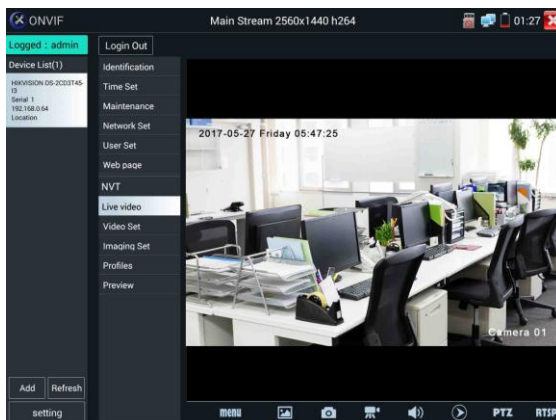 ONVIF
Main Stream 2560x1440 h264
01:27
Logged : admin
Login Out
Device List(1)
HIKVISION DS-2CD3T45-
I3
Serial 1
192.168.0.64
Location
Identification
Time Set
Maintenance
Network Set
User Set
Web page
NVT
Live video
Video Set
Imaging Set
Profiles
Preview
2017-05-27 Friday 05:47:25
Camera 01
Add
Refresh
setting
menu
PTZ
RTSP